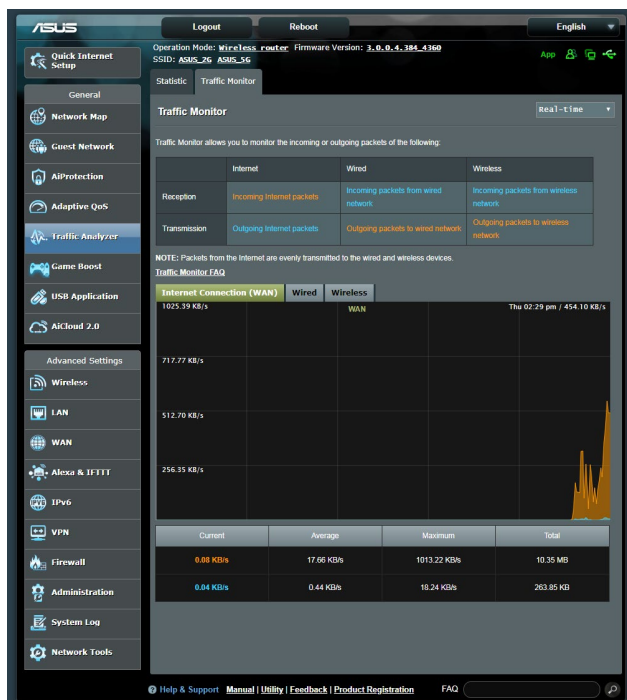 ASUS
Logout
Reboot
English
Operation Mode: Wireless router Firmware Version: 3.0.0.4.384_4360
SSID: ASUS_2G ASUS_5G
App
Quick Internet
Setup
General
Network Map
Guest Network
AiProtection
Adaptive QoS
Traffic Analyzer
Game Boost
USB Application
AiCloud 2.0
Advanced Settings
Wireless
LAN
WAN
Alexa & IFTTT
IPv6
VPN
Firewall
Administration
System Log
Network Tools
Statistic
Traffic Monitor
Traffic Monitor
Real-time
Traffic Monitor allows you to monitor the incoming or outgoing packets of the following:
Internet Wired Wireless
Reception
Incoming Internet packets
Incoming packets from wired
network
Incoming packets from wireless
network
Transmission
Outgoing Internet packets
Outgoing packets to wired network
Outgoing packets to wireless
network
NOTE: Packets from the Internet are evenly transmitted to the wired and wireless devices.
Traffic Monitor FAQ
Internet Connection (WAN) Wired Wireless
1025.39 KB/s
WAN
Thu 02:29 pm / 454.10 KB/s
717.77 KB/s
512.70 KB/s
256.35 KB/s
Current Average Maximum Total
0.08 KB/s 17.66 KB/s 1013.22 KB/s 10.35 MB
0.04 KB/s 0.44 KB/s 18.24 KB/s 263.85 KB
Help & Support Manual | Utility | Feedback | Product Registration FAQ